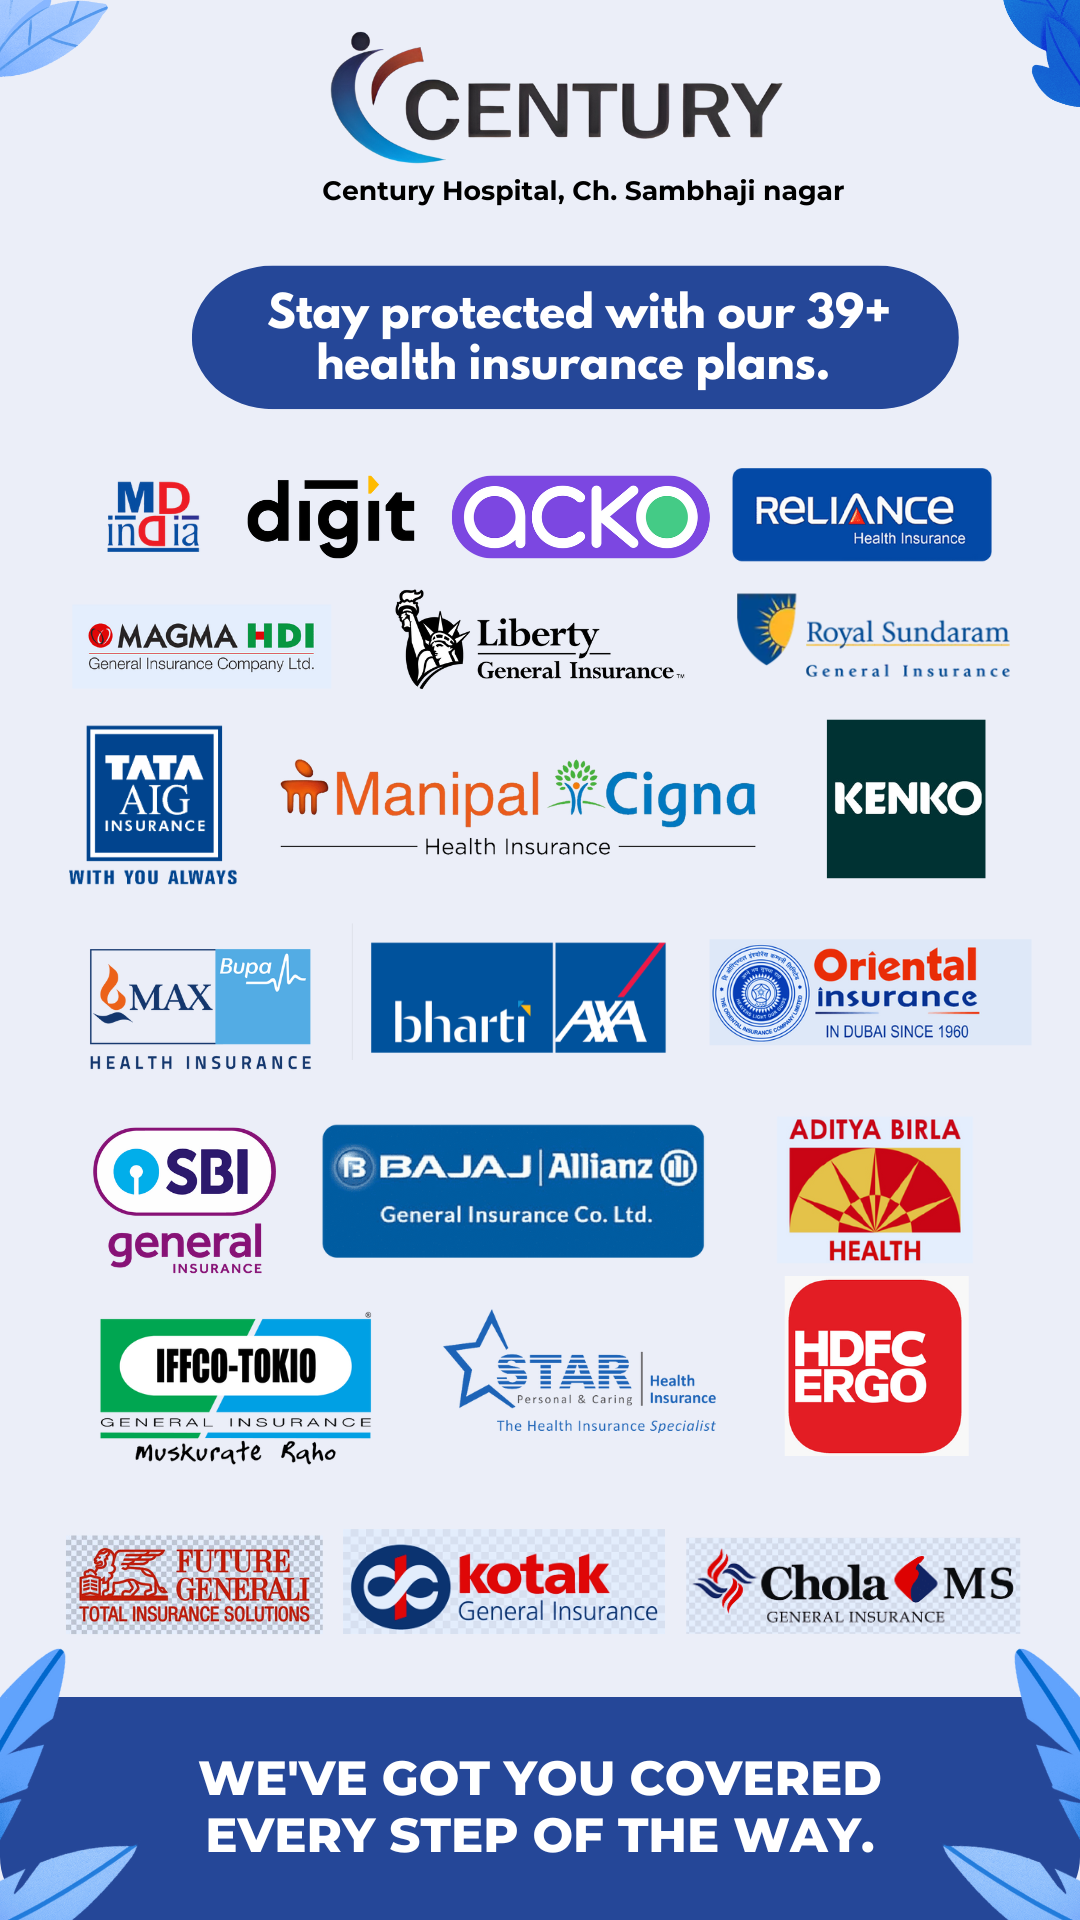 CENTURY
Century Hospital, Ch. Sambhaji nagar
Stay protected with our 39+
health insurance plans.
MD
india
digit
acko
RELIANCE
Health Insurance
MAGMA HDI
General Insurance Company Ltd.
Liberty
General Insurance™
Royal Sundaram
General Insurance
TATA
AIG
INSURANCE
WITH YOU ALWAYS
Manipal Cigna
Health Insurance
KENKO
MAX
Bupa
HEALTH INSURANCE
bharti AXA
Oriental
insurance
IN DUBAI SINCE 1960
SBI
general
INSURANCE
B BAJAJ | Allianz
General Insurance Co. Ltd.
ADITYA BIRLA
HEALTH
®
IFFCO-TOKIO
GENERAL INSURANCE
Muskurate Raho
STAR
Personal & Caring
Health
Insurance
The Health Insurance Specialist
HDFC
ERGO
FUTURE
GENERALI
TOTAL INSURANCE SOLUTIONS
kotak
General Insurance
Chola MS
GENERAL INSURANCE
WE'VE GOT YOU COVERED
EVERY STEP OF THE WAY.